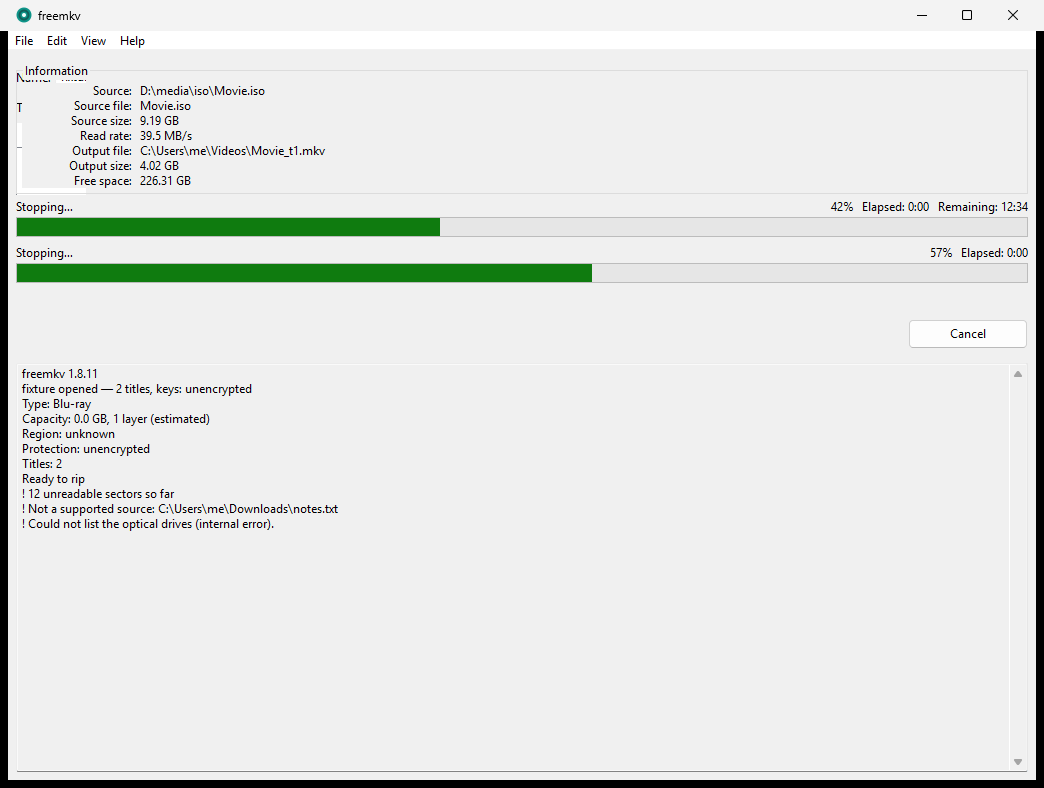 freemkv
File Edit View Help
Information
Source: D:\media\iso\Movie.iso
Source file: Movie.iso
Source size: 9.19 GB
Read rate: 39.5 MB/s
Output file: C:\Users\me\Videos\Movie_t1.mkv
Output size: 4.02 GB
Free space: 226.31 GB
Stopping... 42% Elapsed: 0:00 Remaining: 12:34
Stopping... 57% Elapsed: 0:00
Cancel
freemkv 1.8.11
fixture opened — 2 titles, keys: unencrypted
Type: Blu-ray
Capacity: 0.0 GB, 1 layer (estimated)
Region: unknown
Protection: unencrypted
Titles: 2
Ready to rip
! 12 unreadable sectors so far
! Not a supported source: C:\Users\me\Downloads\notes.txt
! Could not list the optical drives (internal error).